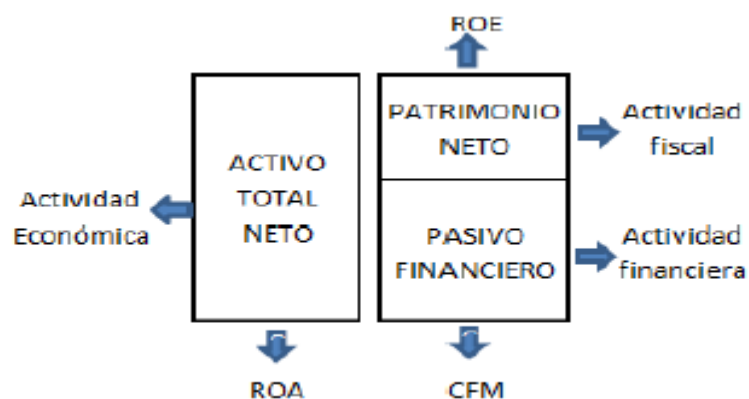 ROE
PATRIMONIO
NETO
Actividad
fiscal
ACTIVO
TOTAL
NETO
Actividad
Económica
PASIVO
FINANCIERO
Actividad
financiera
ROA
CFM